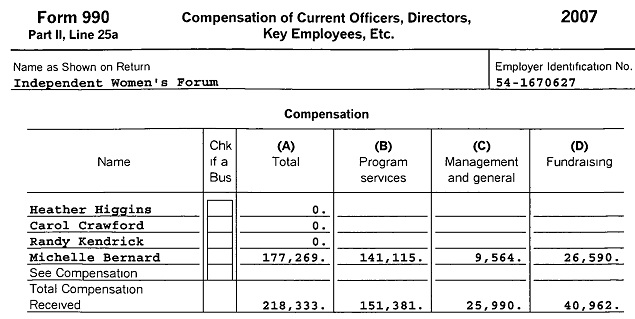 Form 990
Part II, Line 25a
Compensation of Current Officers, Directors,
Key Employees, Etc.
2007
Name as Shown on Return
Independent Women's Forum
Employer Identification No.
54-1670627
Compensation
Name
Chk
if a
Bus
(A)
Total
(B)
Program
services
(C)
Management
and general
(D)
Fundraising
Heather Higgins 0.
Carol Crawford 0.
Randy Kendrick 0.
Michelle Bernard 177,269. 141,115. 9,564. 26,590.
See Compensation
Total Compensation
Received 218,333. 151,381. 25,990. 40,962.